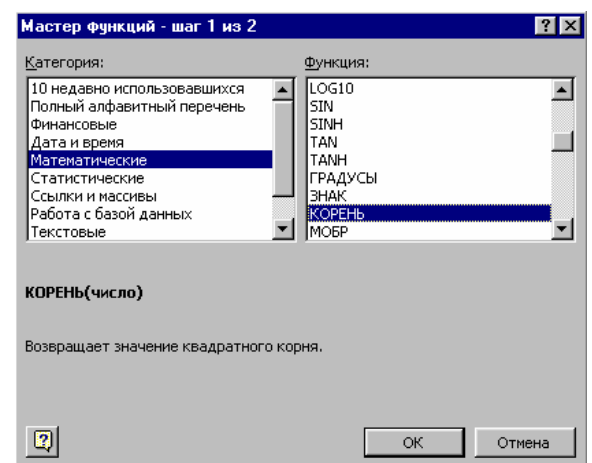 Мастер функций - шаг 1 из 2
Категория:
Функция:
10 недавно использовавшихся
Полный алфавитный перечень
Финансовые
Дата и время
Математические
Статистические
Ссылки и массивы
Работа с базой данных
Текстовые
LOG10
SIN
SINH
TAN
TANH
ГРАДУСЫ
ЗНАК
КОРЕНЬ
МОБР
КОРЕНЬ(число)
Возвращает значение квадратного корня.
ОК
Отмена